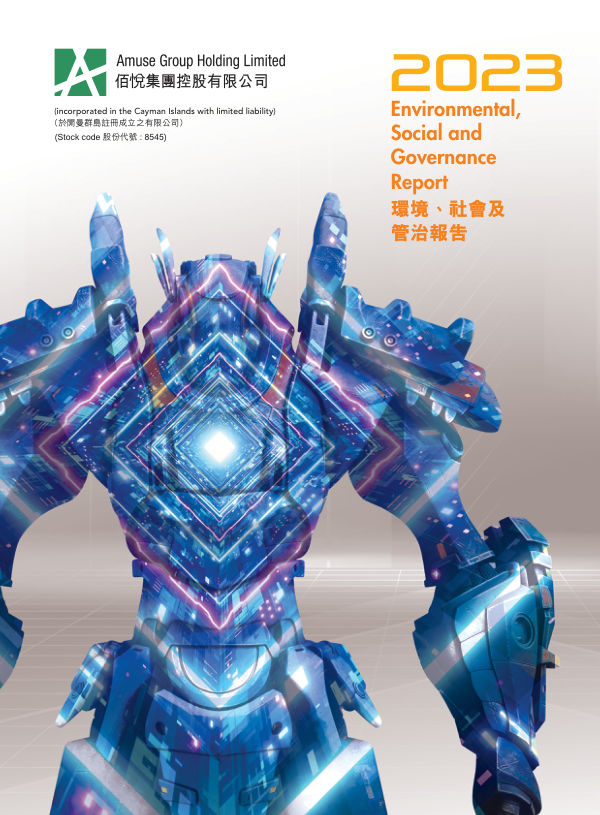 Amuse Group Holding Limited
佰悅集團控股有限公司
(incorporated in the Cayman Islands with limited liability)
（於開曼群島註冊成立之有限公司）
(Stock code 股份代號 : 8545)
2023
Environmental,
Social and
Governance
Report
環境、社會及
管治報告